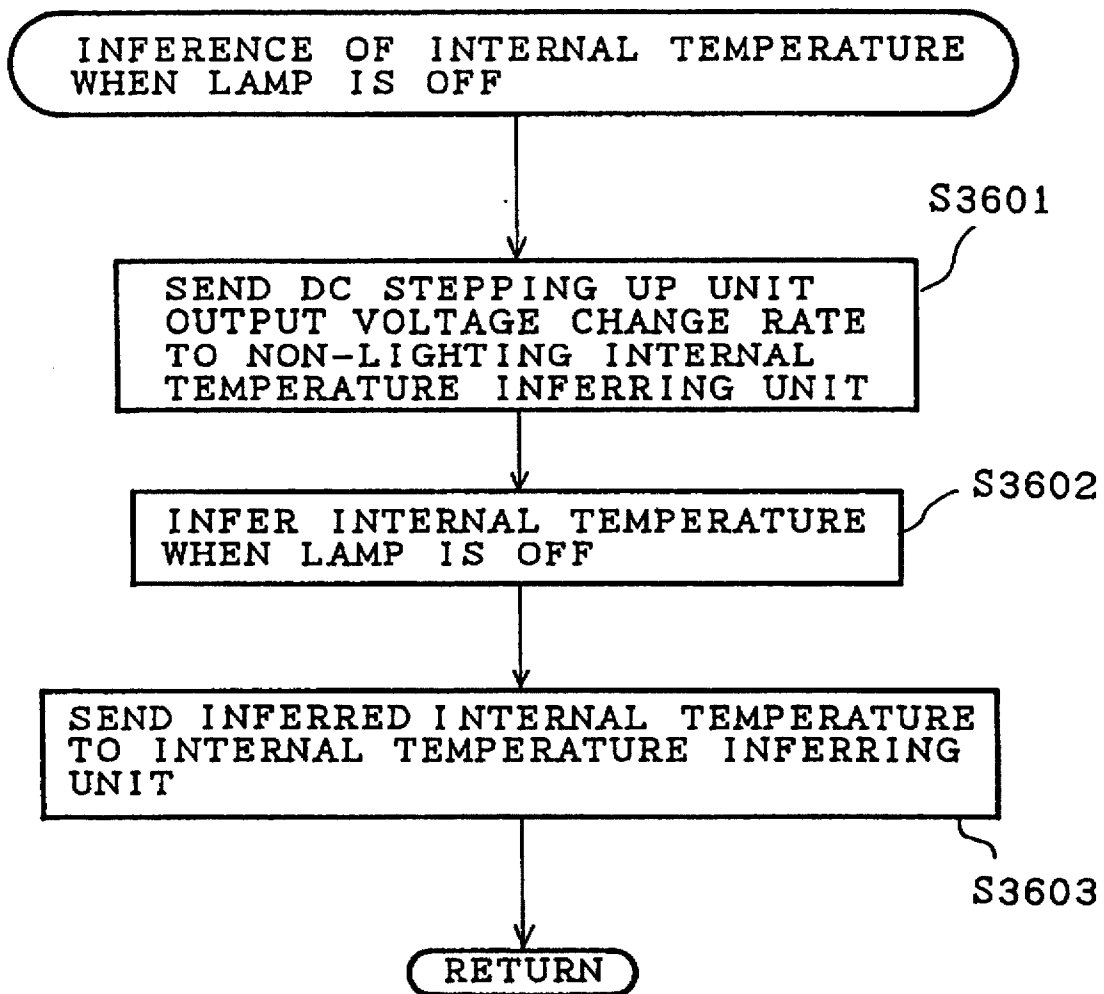 INFERENCE OF INTERNAL TEMPERATURE
WHEN LAMP IS OFF
S3601
SEND DC STEPPING UP UNIT
OUTPUT VOLTAGE CHANGE RATE
TO NON-LIGHTING INTERNAL
TEMPERATURE INFERRING UNIT
S3602
INFER INTERNAL TEMPERATURE
WHEN LAMP IS OFF
SEND INFERRED INTERNAL TEMPERATURE
TO INTERNAL TEMPERATURE INFERRING
UNIT
S3603
RETURN